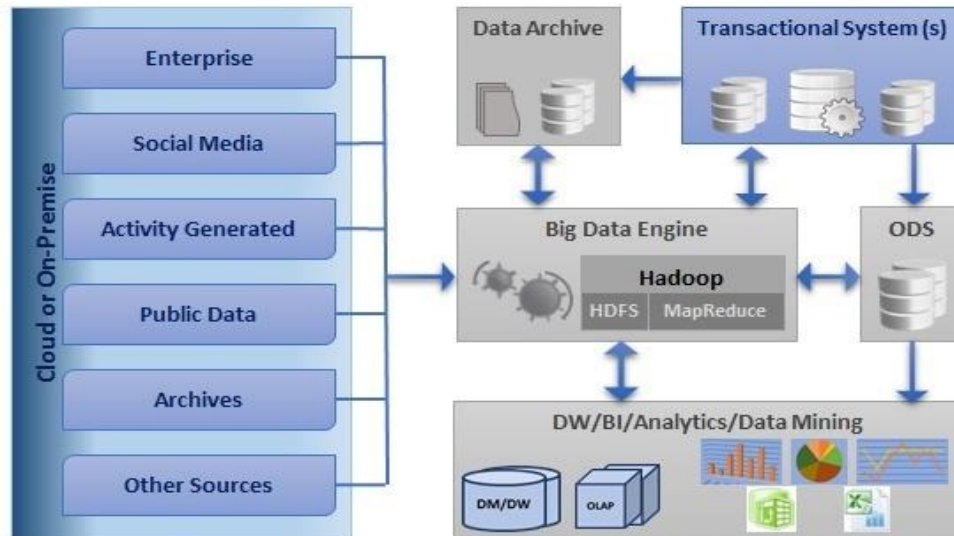 Cloud or On-Premise
Enterprise
Social Media
Activity Generated
Public Data
Archives
Other Sources
Data Archive
Transactional System (s)
Big Data Engine
Hadoop
HDFS
MapReduce
ODS
DW/BI/Analytics/Data Mining
DM/DW
OLAP